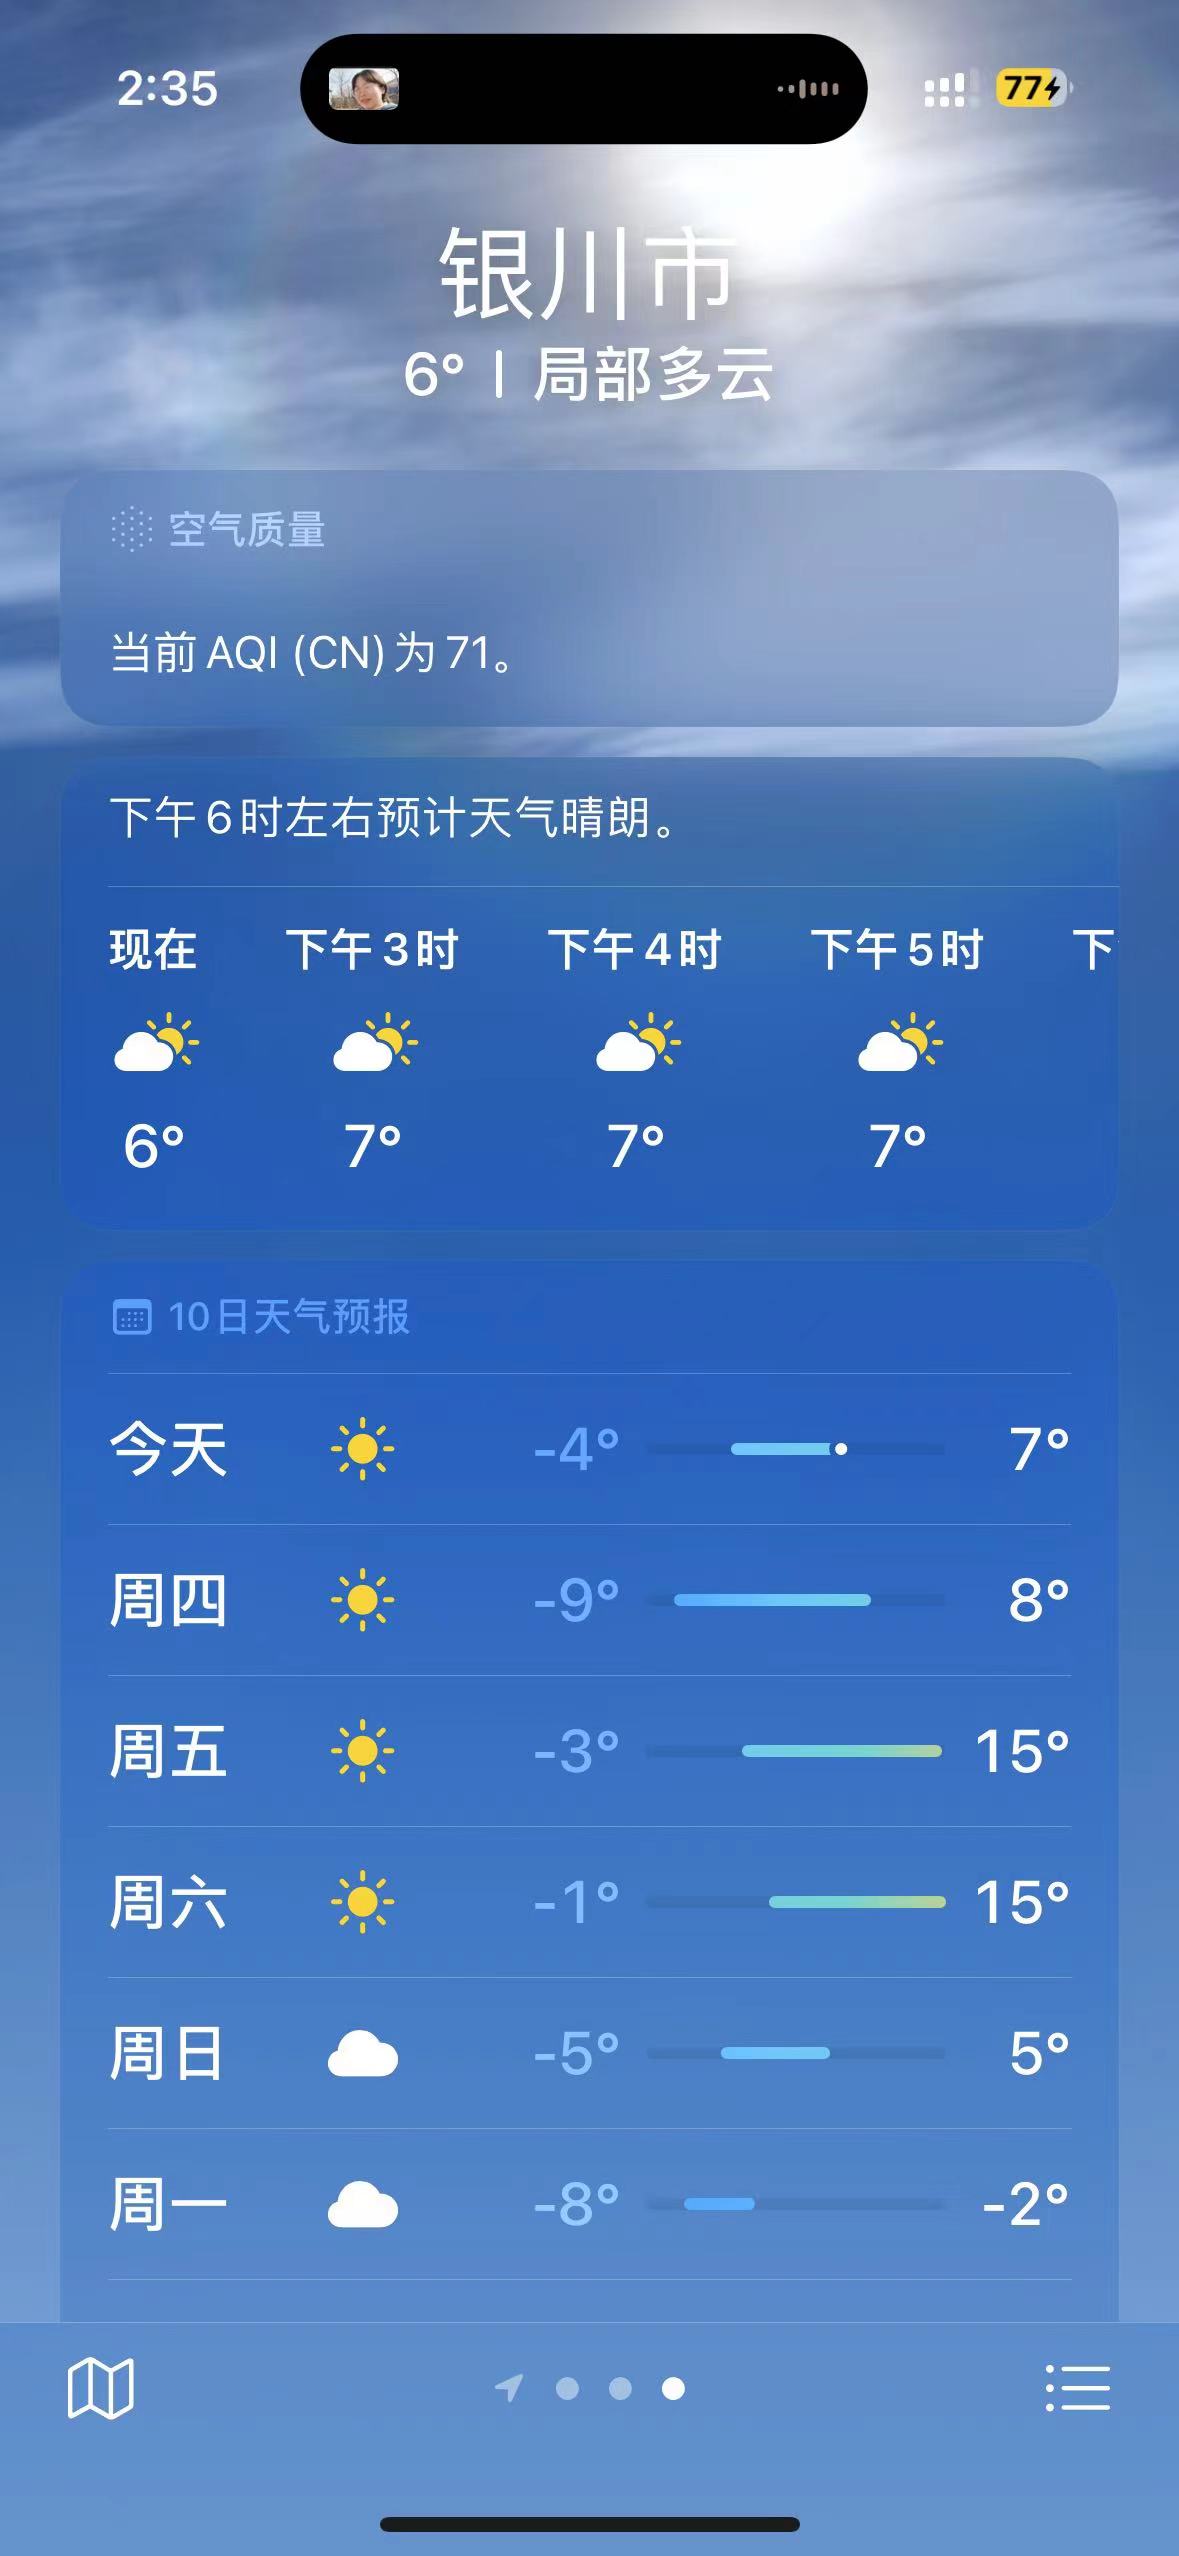 2:35
77
银川市
6° | 局部多云
空气质量
当前 AQI (CN) 为 71。
下午6时左右预计天气晴朗。
现在 下午3时 下午4时 下午5时 下
6° 7° 7° 7°
10日天气预报
今天 -4° 7°
周四 -9° 8°
周五 -3° 15°
周六 -1° 15°
周日 -5° 5°
周一 -8° -2°